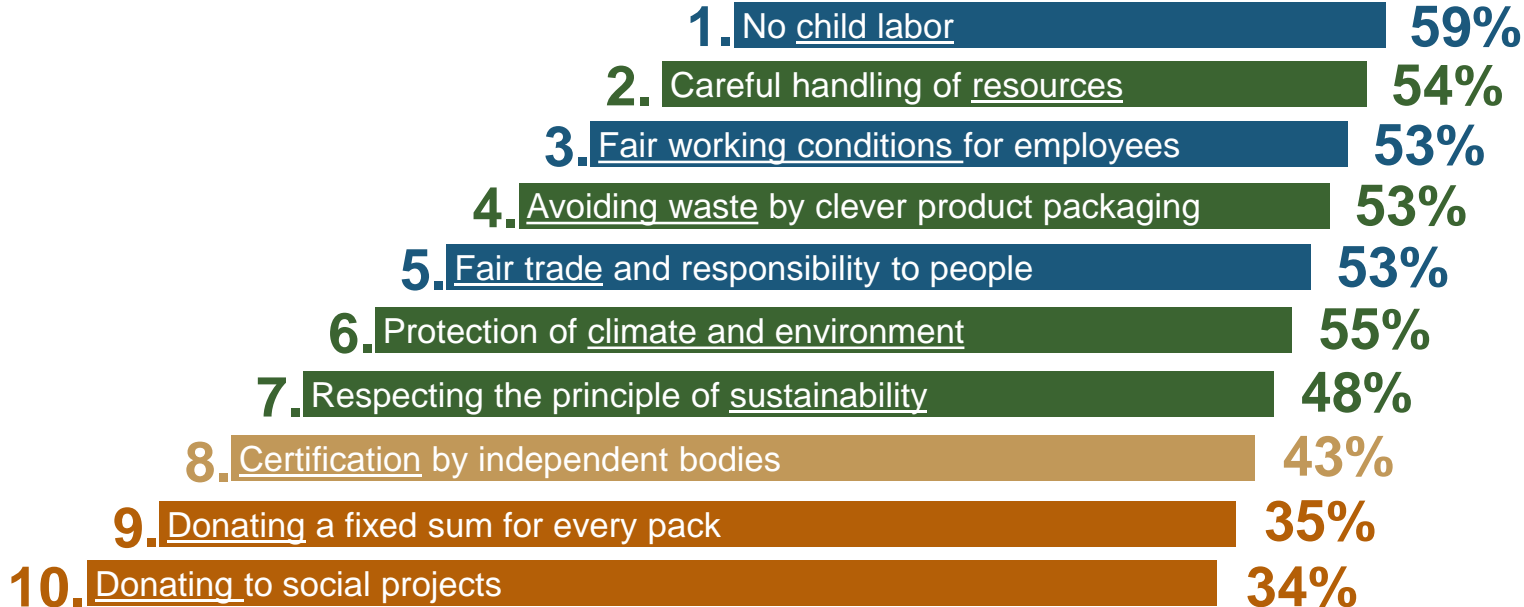 1. No child labor 59%
2. Careful handling of resources 54%
3. Fair working conditions for employees 53%
4. Avoiding waste by clever product packaging 53%
5. Fair trade and responsibility to people 53%
6. Protection of climate and environment 55%
7. Respecting the principle of sustainability 48%
8. Certification by independent bodies 43%
9. Donating a fixed sum for every pack 35%
10. Donating to social projects 34%